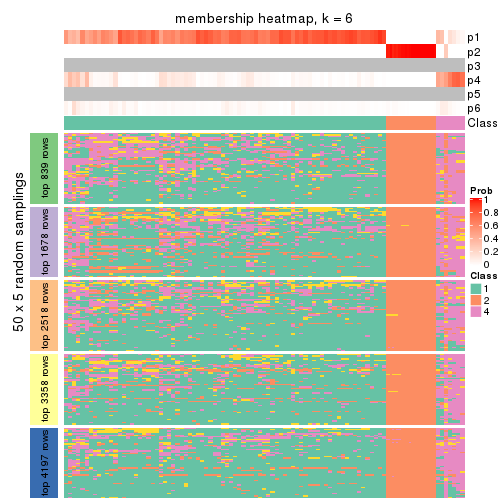 membership heatmap, k = 6
p1
p2
p3
p4
p5
p6
Class
50 x 5 random samplings
top 839 rows
top 1678 rows
top 2518 rows
top 3358 rows
top 4197 rows
Prob
1
0.8
0.6
0.4
0.2
0
Class
1
2
4